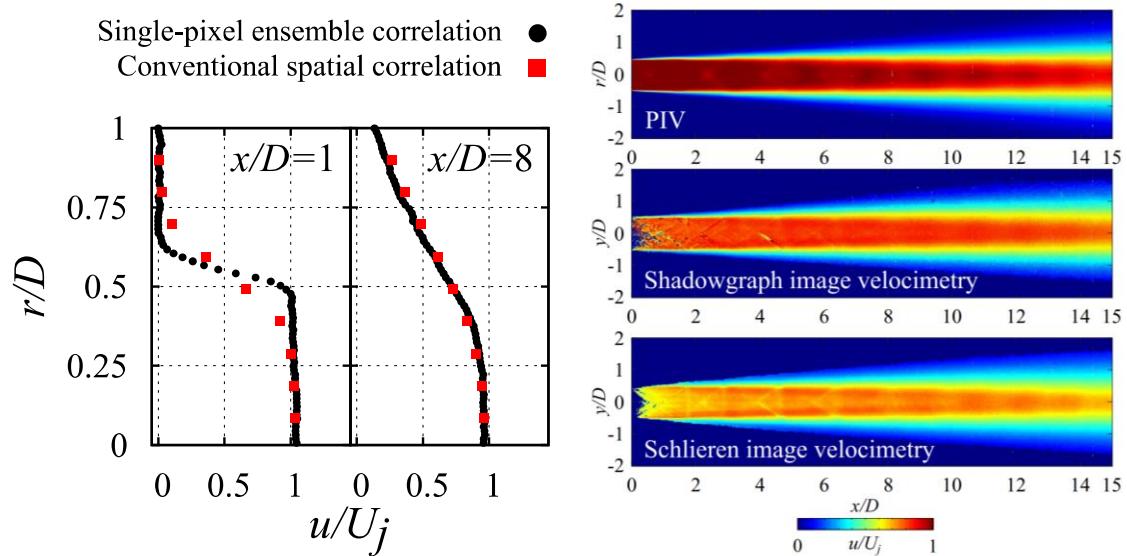 Single-pixel ensemble correlation
Conventional spatial correlation
x/D=1
x/D=8
1
0.75
0.5
0.25
0
r/D
0 0.5 1 0 0.5 1
u/U_j
2
1
0
-1
-2
r/D
PIV
0 2 4 6 8 10 12 14 15
2
1
0
-1
-2
y/D
Shadowgraph image velocimetry
0 2 4 6 8 10 12 14 15
2
1
0
-1
-2
y/D
Schlieren image velocimetry
0 2 4 6 8 10 12 14 15
x/D
0 u/U_j 1